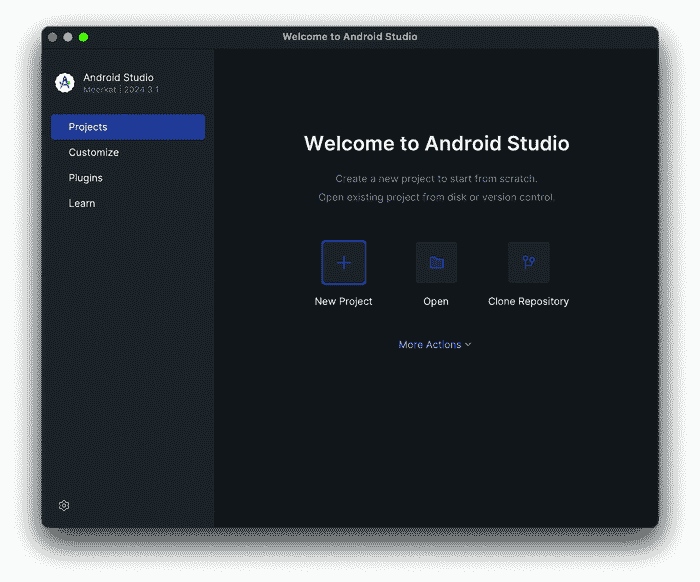 Welcome to Android Studio
Android Studio
Meerkat | 2024.3.1
Projects
Customize
Plugins
Learn
Welcome to Android Studio
Create a new project to start from scratch.
Open existing project from disk or version control.
New Project
Open
Clone Repository
More Actions